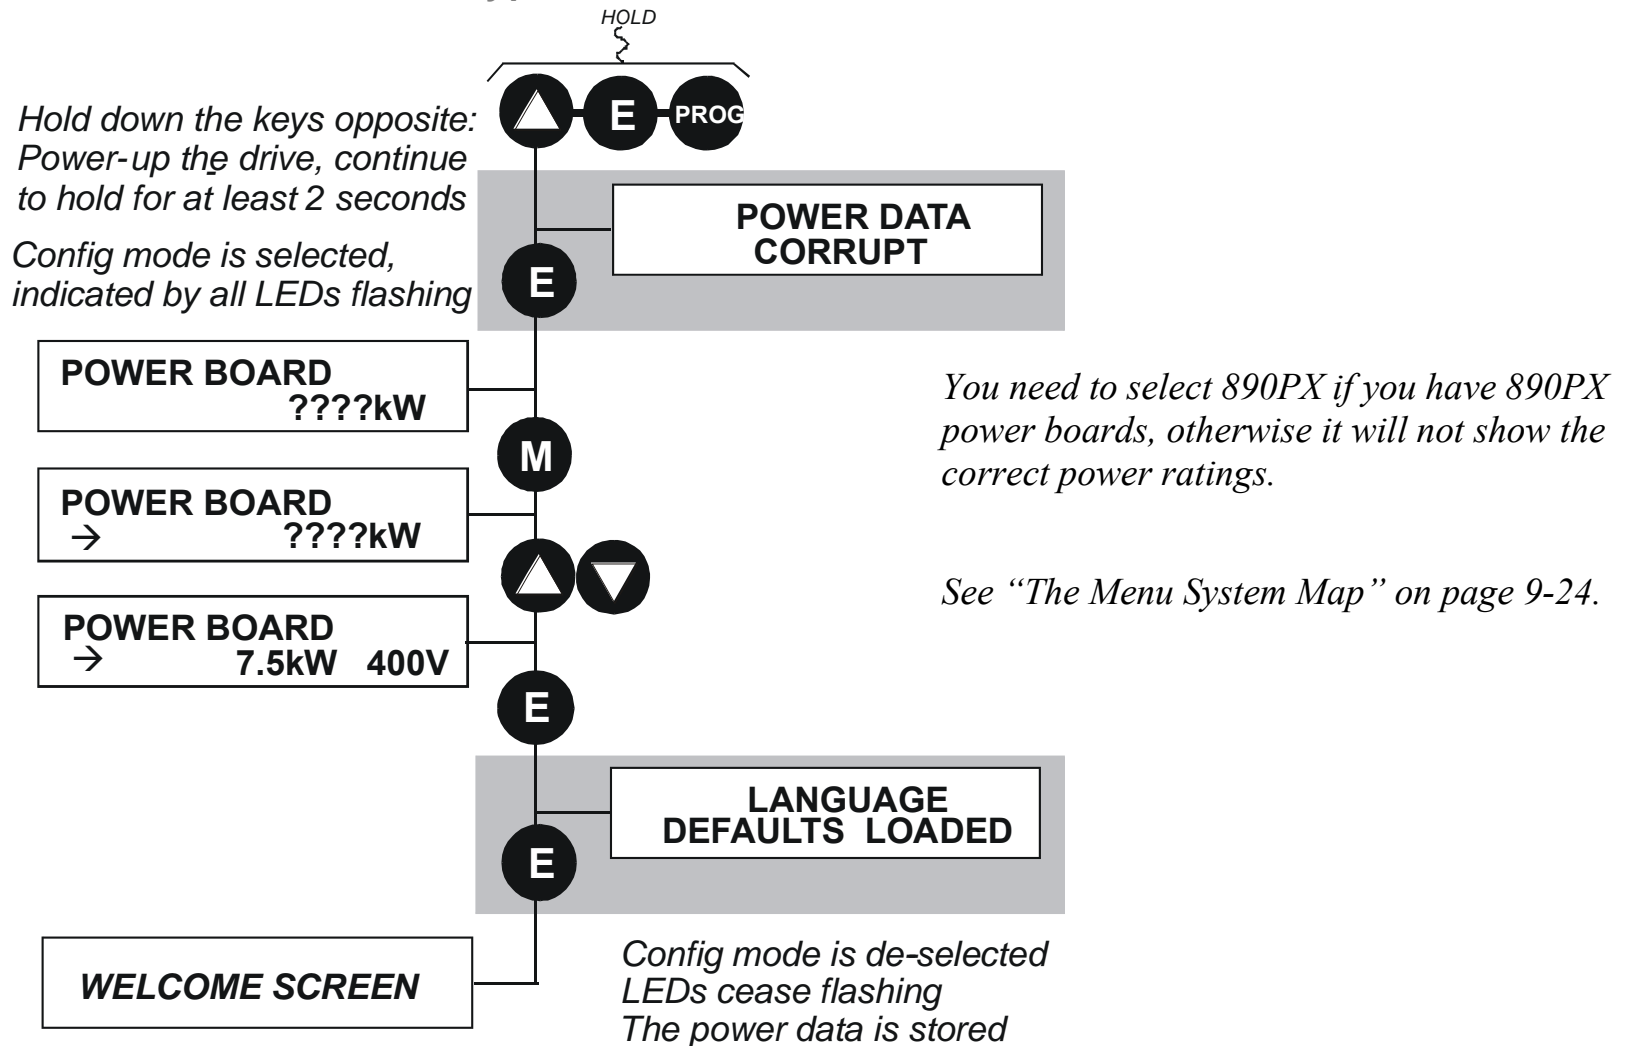 HOLD
E PROG
Hold down the keys opposite:
Power-up the drive, continue
to hold for at least 2 seconds
POWER DATA
CORRUPT
Config mode is selected,
indicated by all LEDs flashing
E
POWER BOARD
????kW
You need to select 890PX if you have 890PX
power boards, otherwise it will not show the
correct power ratings.
M
POWER BOARD
→ ????kW
See “The Menu System Map” on page 9-24.
POWER BOARD
→ 7.5kW 400V
E
LANGUAGE
DEFAULTS LOADED
E
WELCOME SCREEN
Config mode is de-selected
LEDs cease flashing
The power data is stored